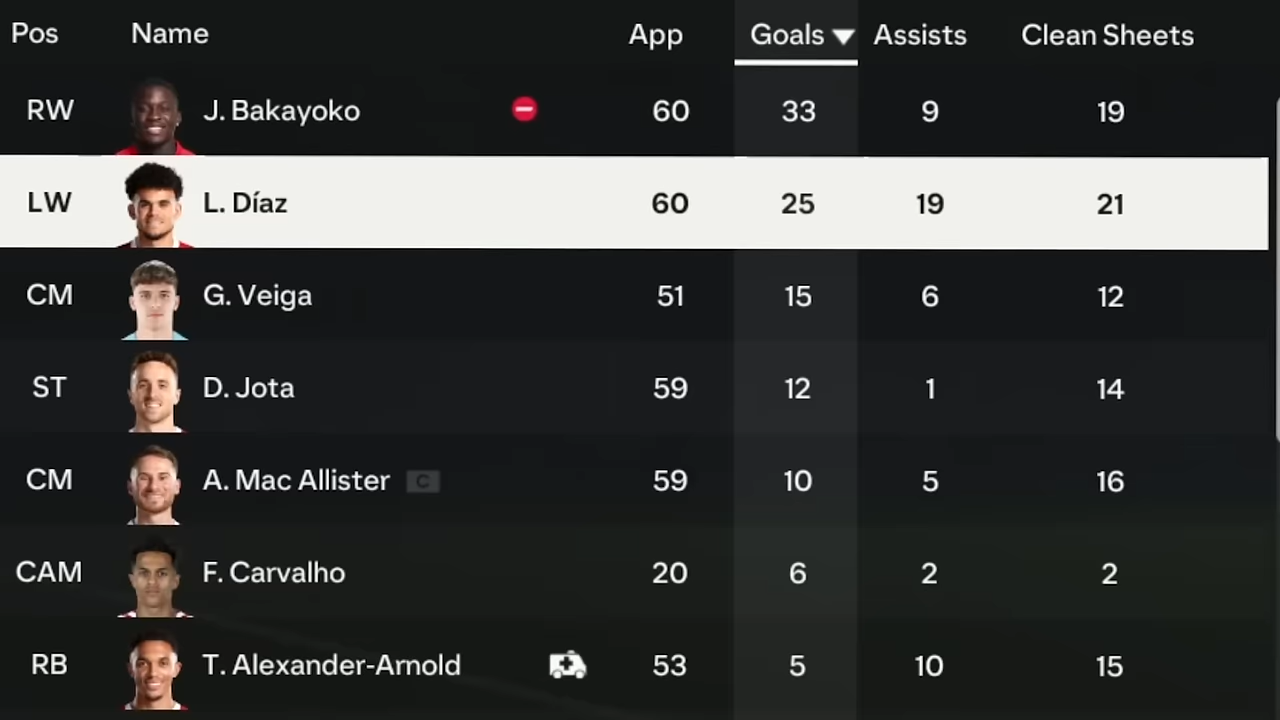 Pos Name App Goals Assists Clean Sheets
RW J. Bakayoko 60 33 9 19
LW L. Díaz 60 25 19 21
CM G. Veiga 51 15 6 12
ST D. Jota 59 12 1 14
CM A. Mac Allister C 59 10 5 16
CAM F. Carvalho 20 6 2 2
RB T. Alexander-Arnold 53 5 10 15